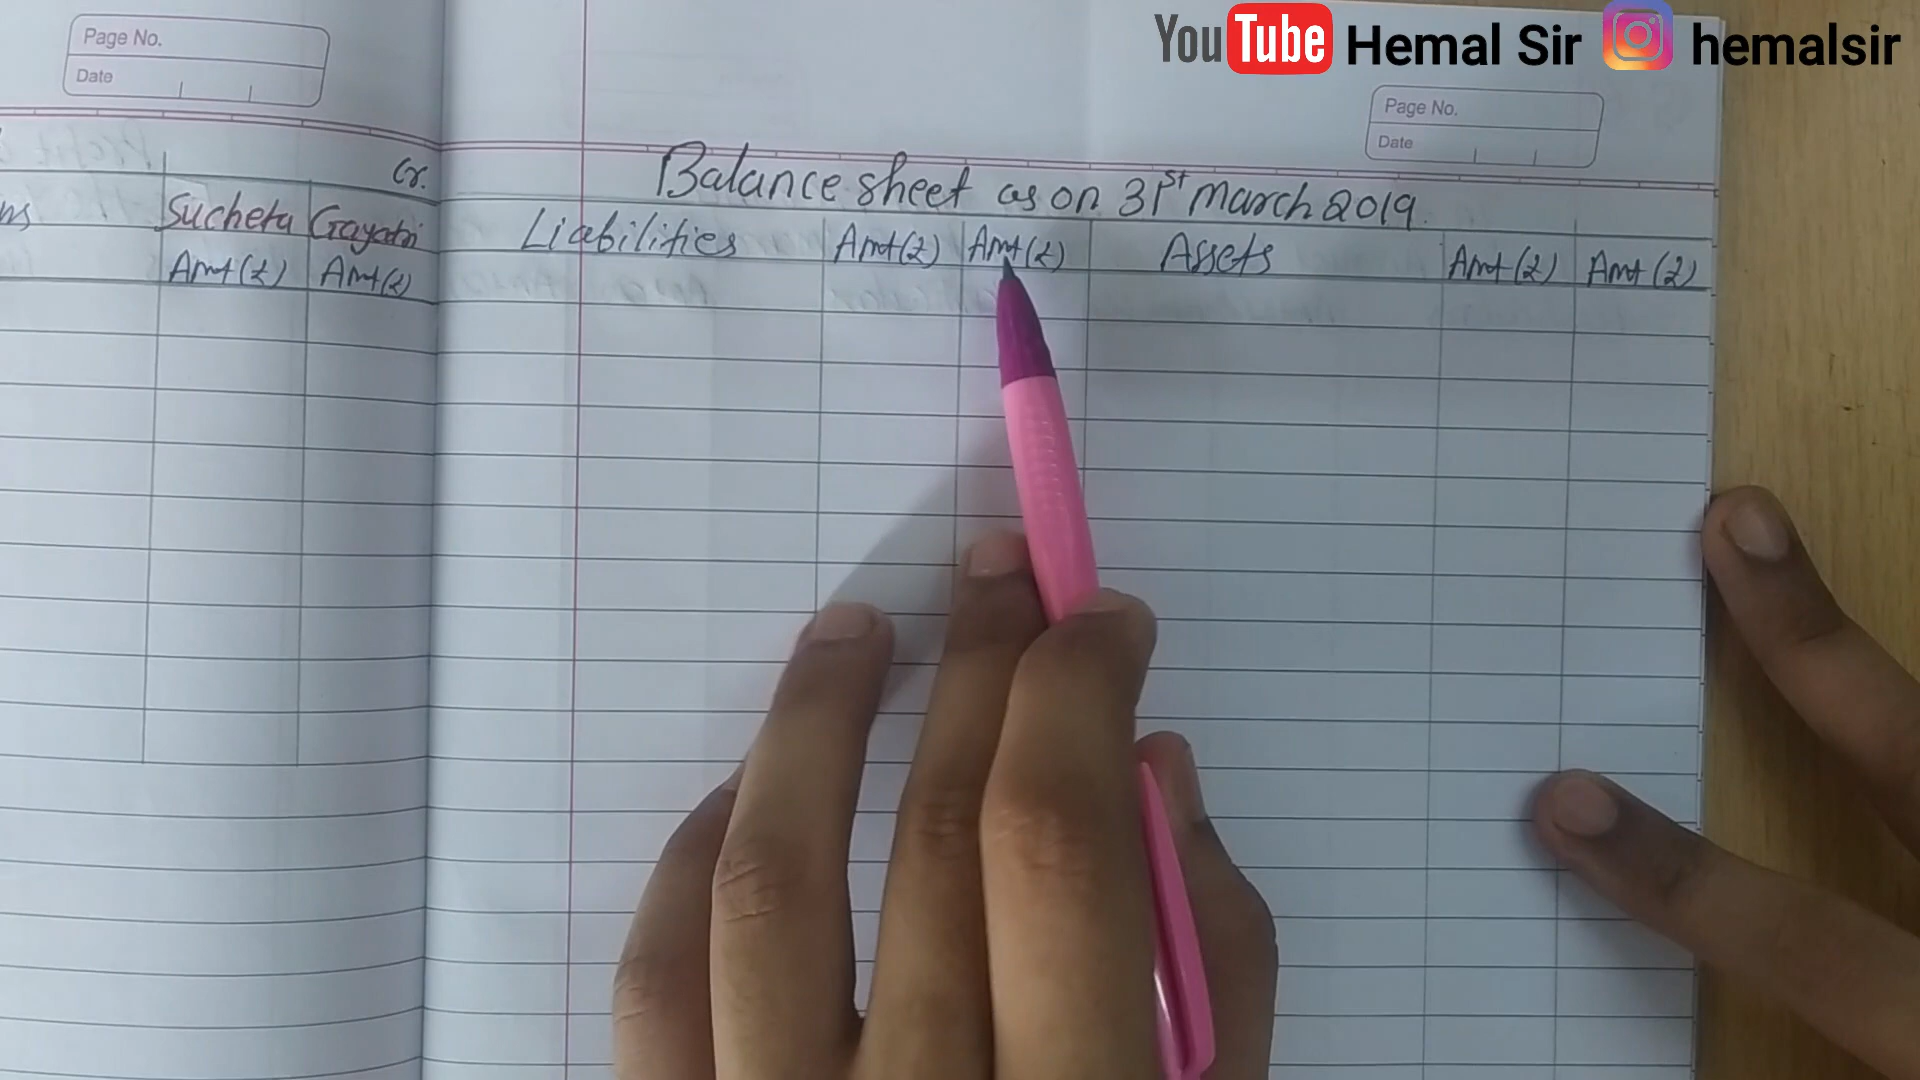 YouTube Hemal Sir hemalsir
Page No.
Date
Page No.
Date
Cr.
Sucheta Gayatri
Amt (₹) Amt (₹)
Balance sheet as on 31st March 2019.
Liabilities Amt (₹) Amt (₹) Assets Amt (₹) Amt (₹)